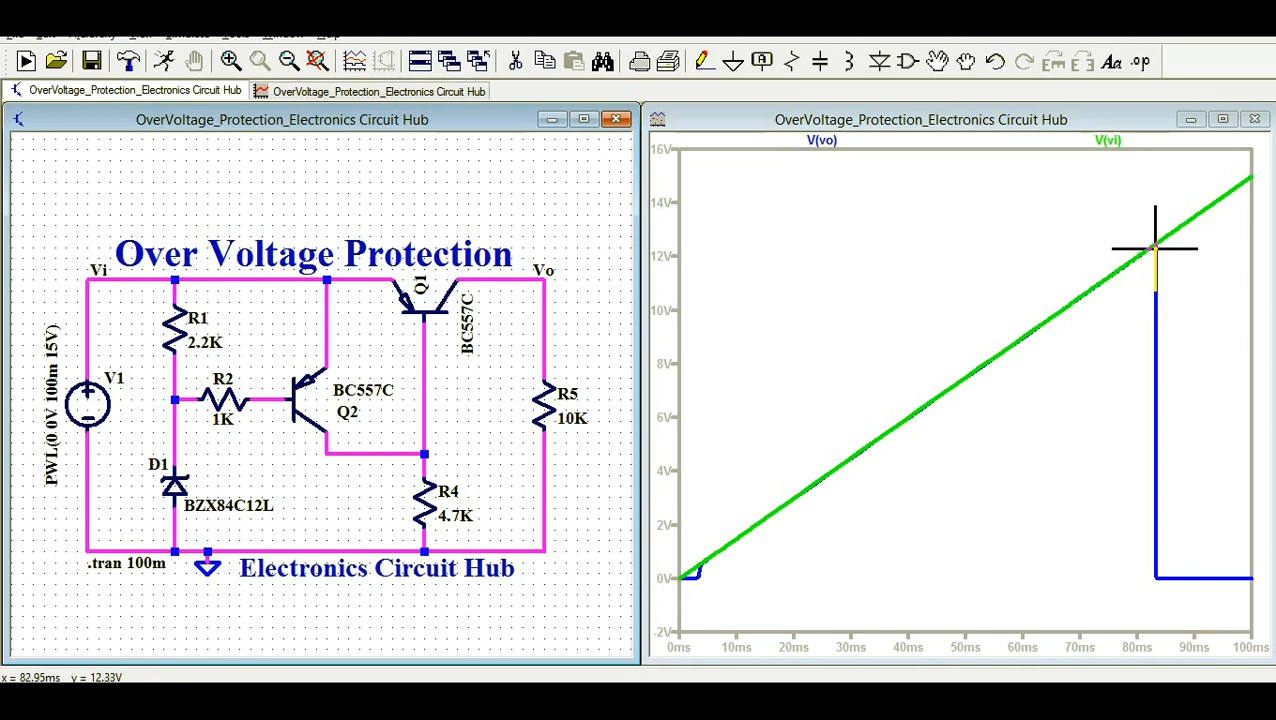 Aa .op
OverVoltage_Protection_Electronics Circuit Hub
OverVoltage_Protection_Electronics Circuit Hub
OverVoltage_Protection_Electronics Circuit Hub
Over Voltage Protection
Vi
Q1
Vo
R1
2.2K
BC557C
PWL(0 0V 100m 15V)
V1
R2
1K
BC557C
Q2
R5
10K
D1
BZX84C12L
R4
4.7K
.tran 100m
Electronics Circuit Hub
OverVoltage_Protection_Electronics Circuit Hub
V(vo)
V(vi)
16V
14V
12V
10V
8V
6V
4V
2V
0V
-2V
0ms
10ms
20ms
30ms
40ms
50ms
60ms
70ms
80ms
90ms
100ms
x = 82.95ms y = 12.33V